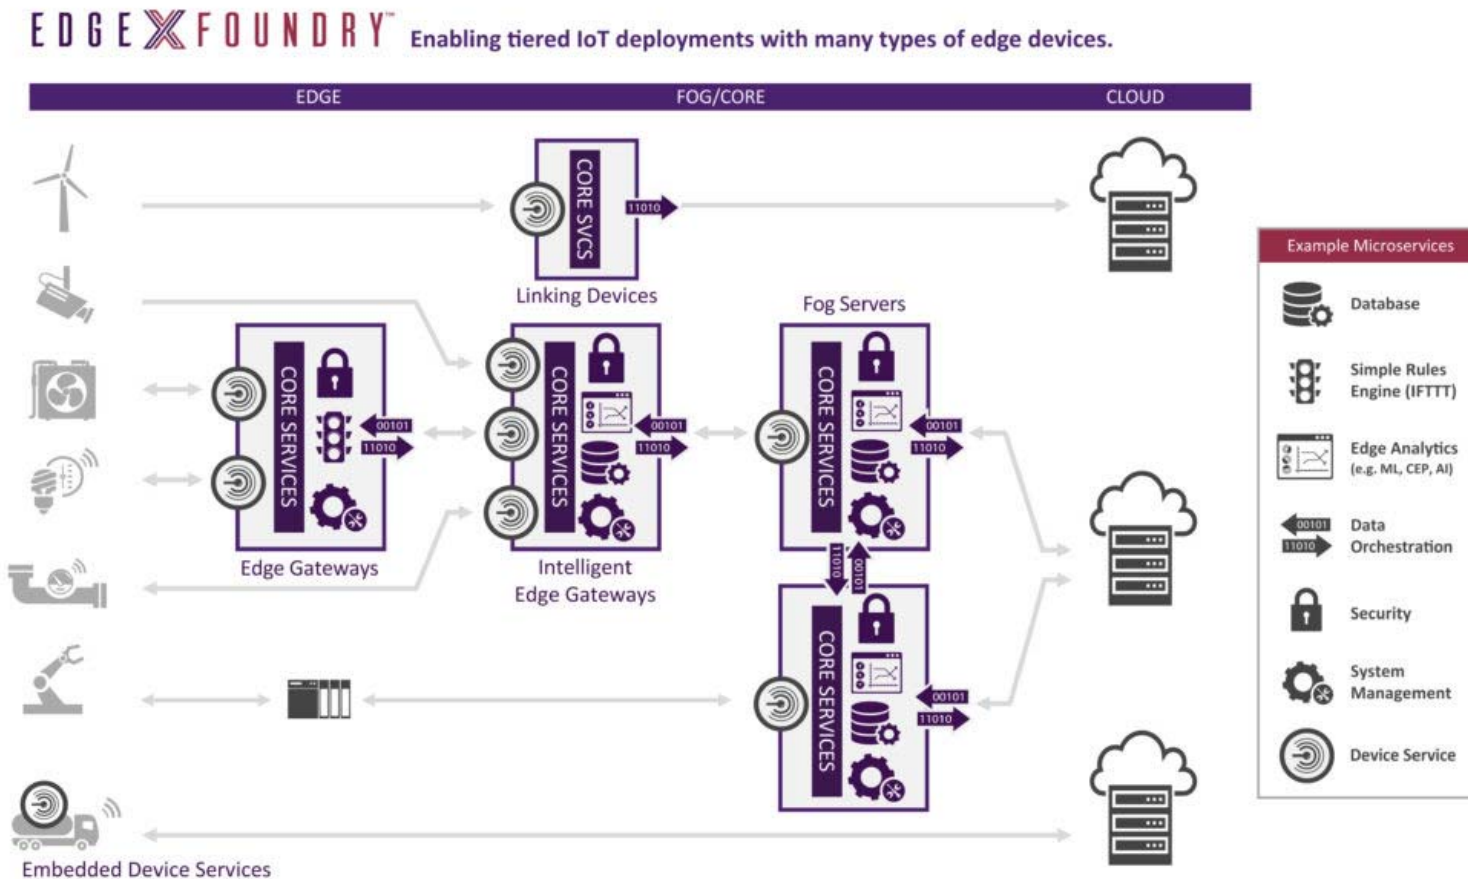 EDGE X FOUNDRY™ Enabling tiered IoT deployments with many types of edge devices.
EDGE FOG/CORE CLOUD
CORE SVCS
11010
Linking Devices
Fog Servers
CORE SERVICES
00101
11010
Edge Gateways
CORE SERVICES
00101
11010
Intelligent
Edge Gateways
CORE SERVICES
00101
11010
11010
00101
CORE SERVICES
00101
11010
Embedded Device Services
Example Microservices
Database
Simple Rules
Engine (IFTTT)
Edge Analytics
(e.g. ML, CEP, AI)
00101 Data
11010 Orchestration
Security
System
Management
Device Service